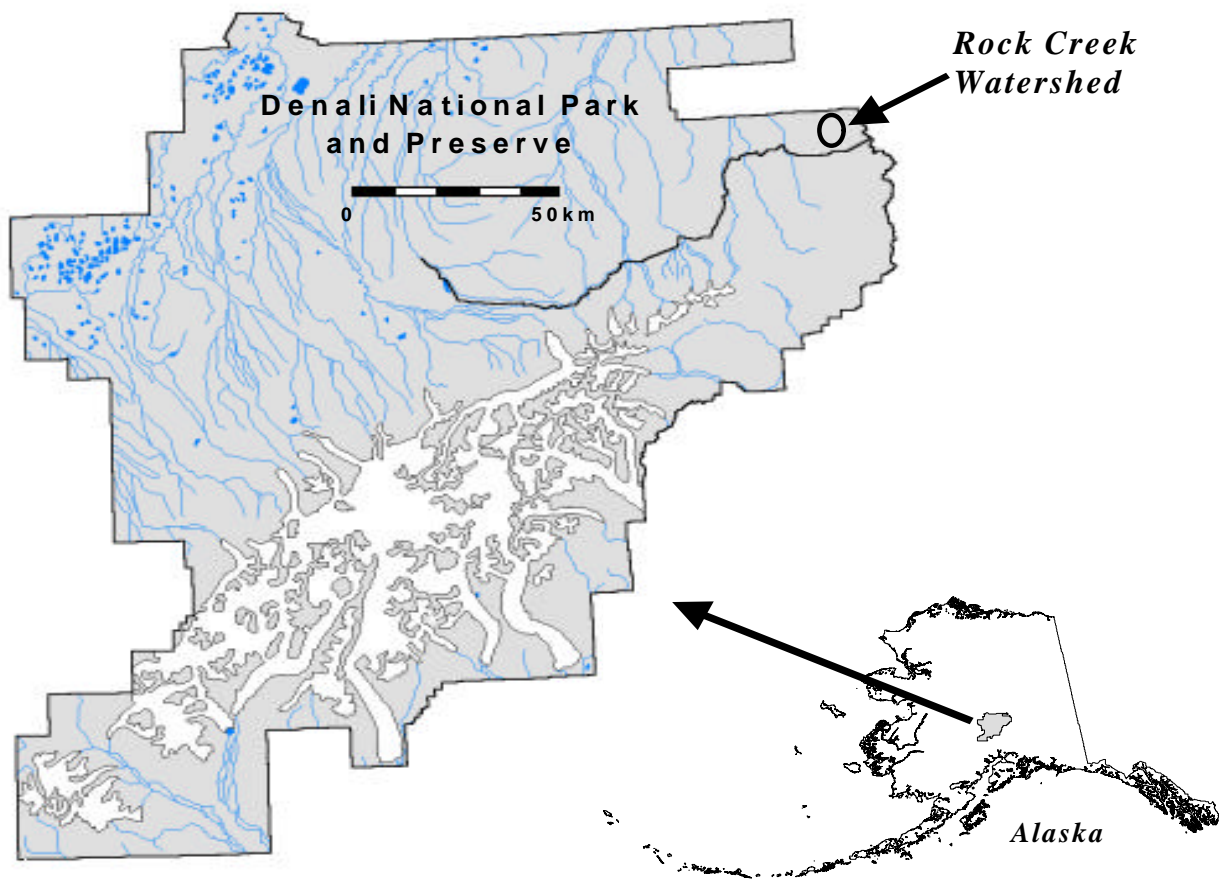 Rock Creek
Watershed
Denali National Park
and Preserve
0 50km
Alaska